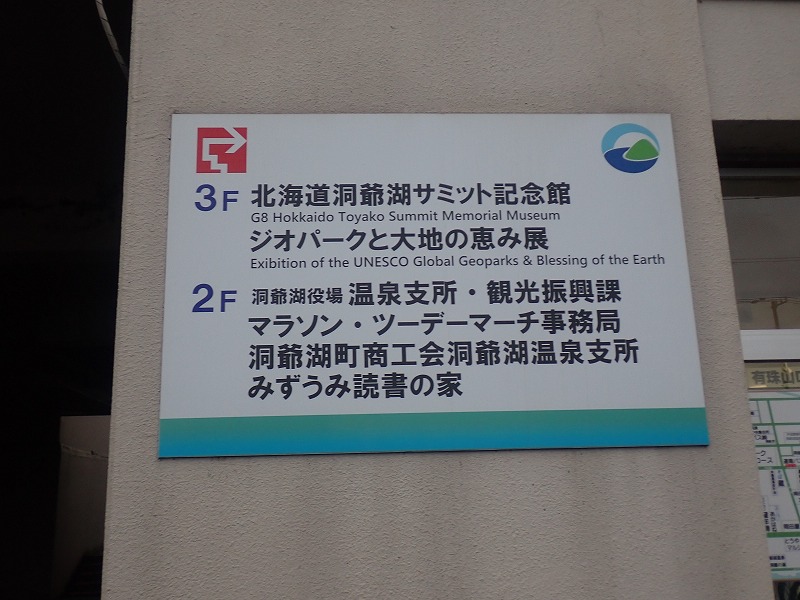 3F 北海道洞爺湖サミット記念館
G8 Hokkaido Toyako Summit Memorial Museum
ジオパークと大地の恵み展
Exibition of the UNESCO Global Geoparks & Blessing of the Earth
2F 洞爺湖役場 温泉支所・観光振興課
マラソン・ツーデーマーチ事務局
洞爺湖町商工会洞爺湖温泉支所
みずうみ読書の家
有珠山